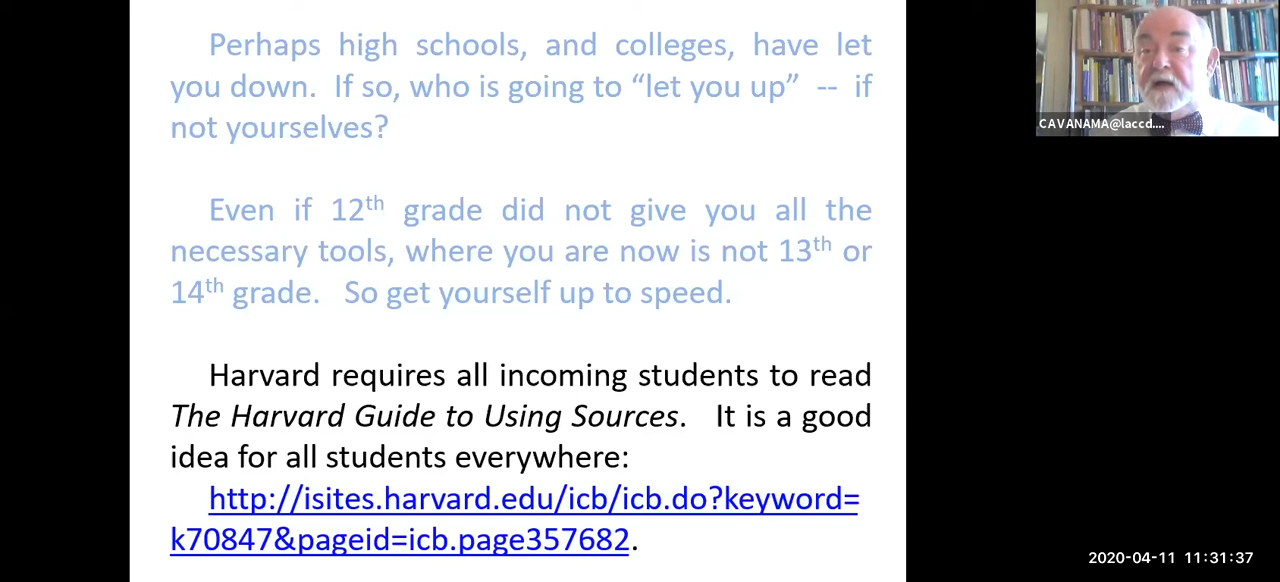 Perhaps high schools, and colleges, have let
you down. If so, who is going to “let you up” -- if
not yourselves?
Even if 12th grade did not give you all the
necessary tools, where you are now is not 13th or
14th grade. So get yourself up to speed.
Harvard requires all incoming students to read
The Harvard Guide to Using Sources. It is a good
idea for all students everywhere:
http://isites.harvard.edu/icb/icb.do?keyword=
k70847&pageid=icb.page357682.
CAVANAMA@laccd....
2020-04-11 11:31:37